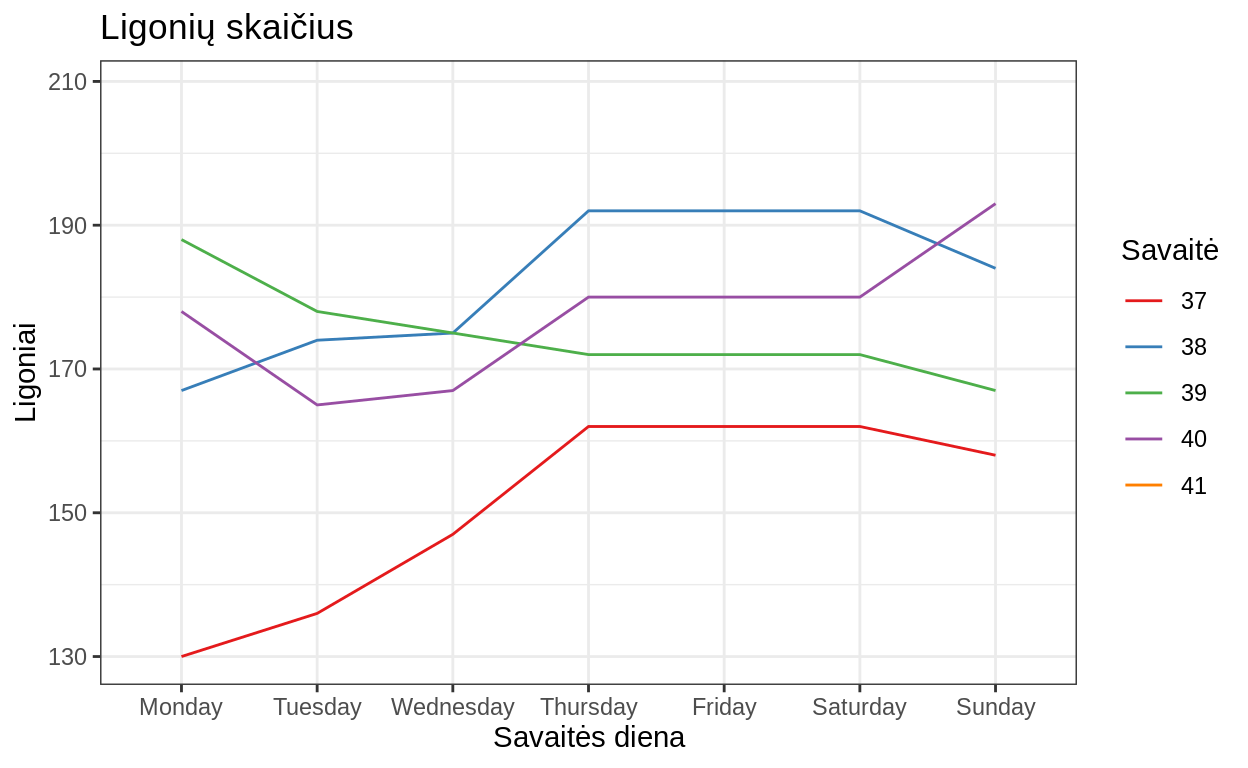 Ligonių skaičius
210
190
170
150
130
Ligoniai
Monday Tuesday Wednesday Thursday Friday Saturday Sunday
Savaitės diena
Savaitė
37
38
39
40
41